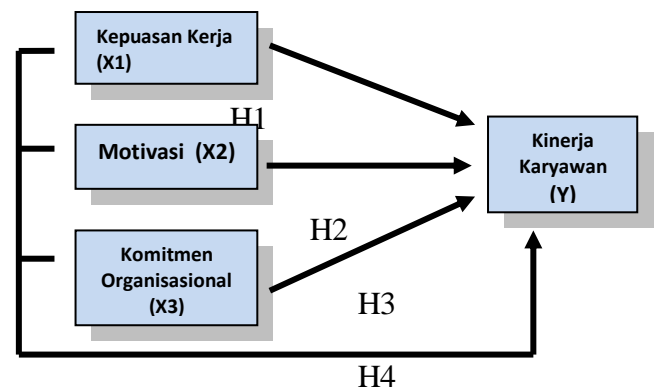 Kepuasan Kerja
(X1)
H1
Motivasi (X2)
Kinerja
Karyawan
(Y)
H2
Komitmen
Organisasional
(X3)
H3
H4